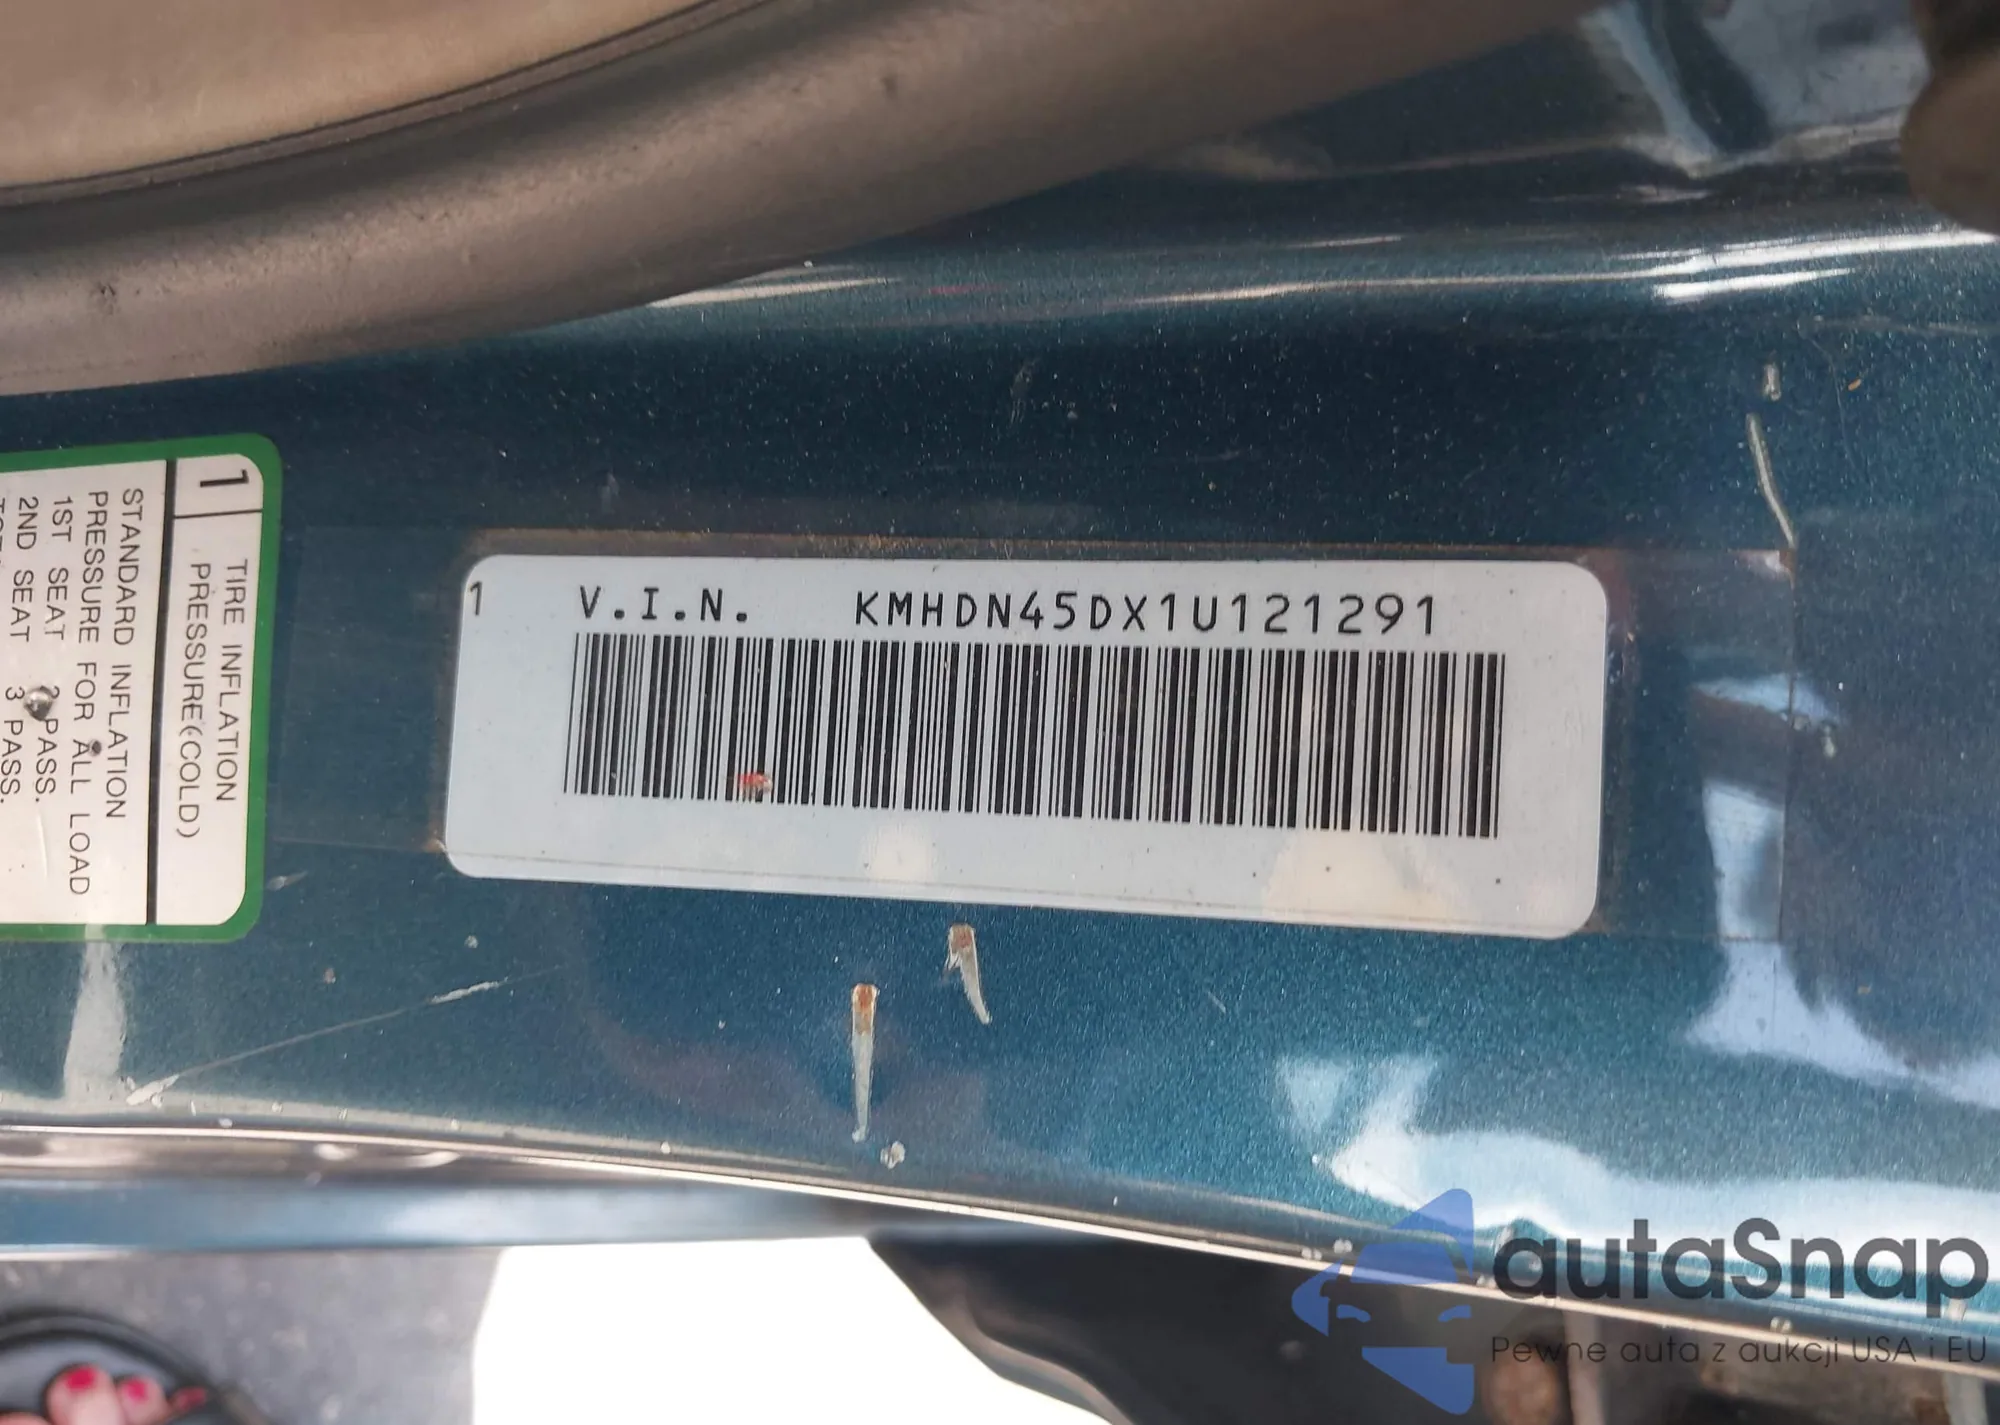 1 V.I.N. KMHDN45DX1U121291
1 TIRE INFLATION
PRESSURE(COLD)
STANDARD INFLATION
PRESSURE FOR ALL LOAD
1ST SEAT 2 PASS.
2ND SEAT 3 PASS.
autaSnap
Pewne auta z aukcji USA i EU